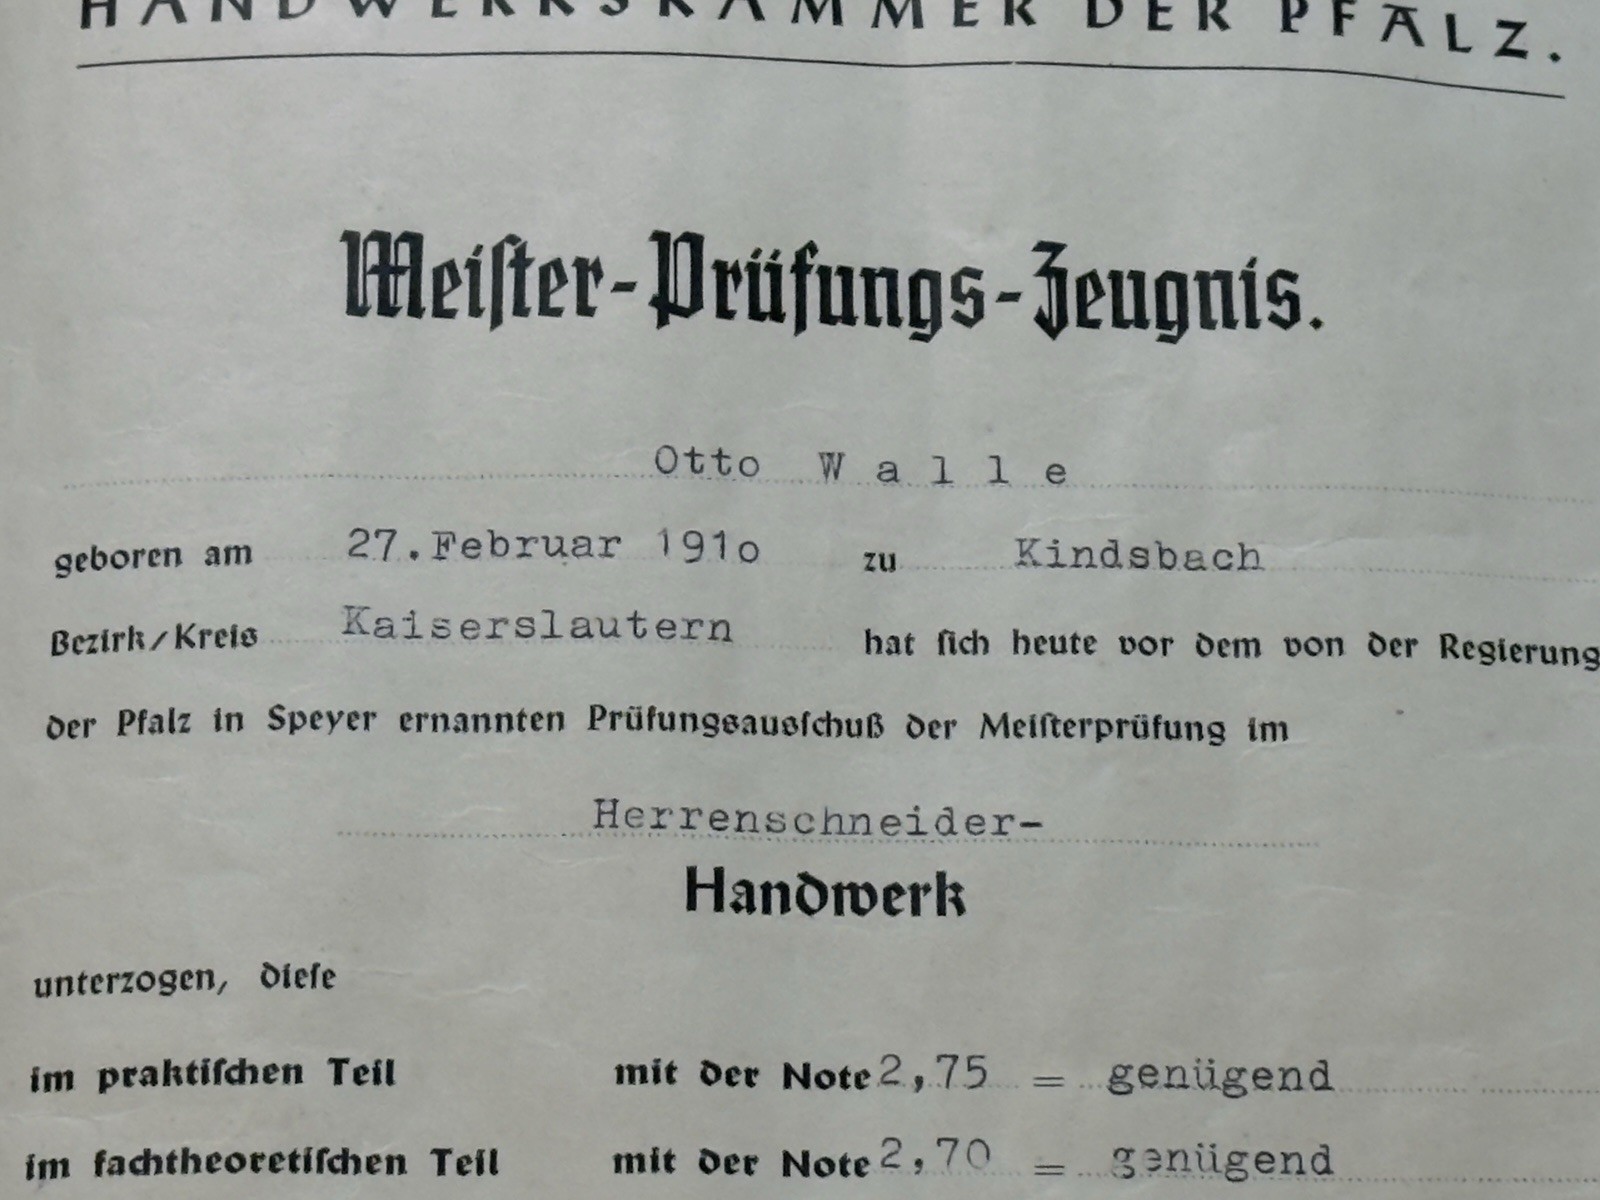 HANDWERKSKAMMER DER PFALZ.
Meiſter-Prüfungs-Zeugnis.
Otto Walle
geboren am 27.Februar 191o zu Kindsbach
Bezirk/Kreis Kaiserslautern hat ſich heute vor dem von der Regierung
der Pfalz in Speyer ernannten Prüfungsausſchuß der Meiſterprüfung im
Herrenschneider-
Handwerk
unterzogen, dieſe
im praktiſchen Teil mit der Note 2,75 = genügend
im fachtheoretiſchen Teil mit der Note 2,70 = genügend